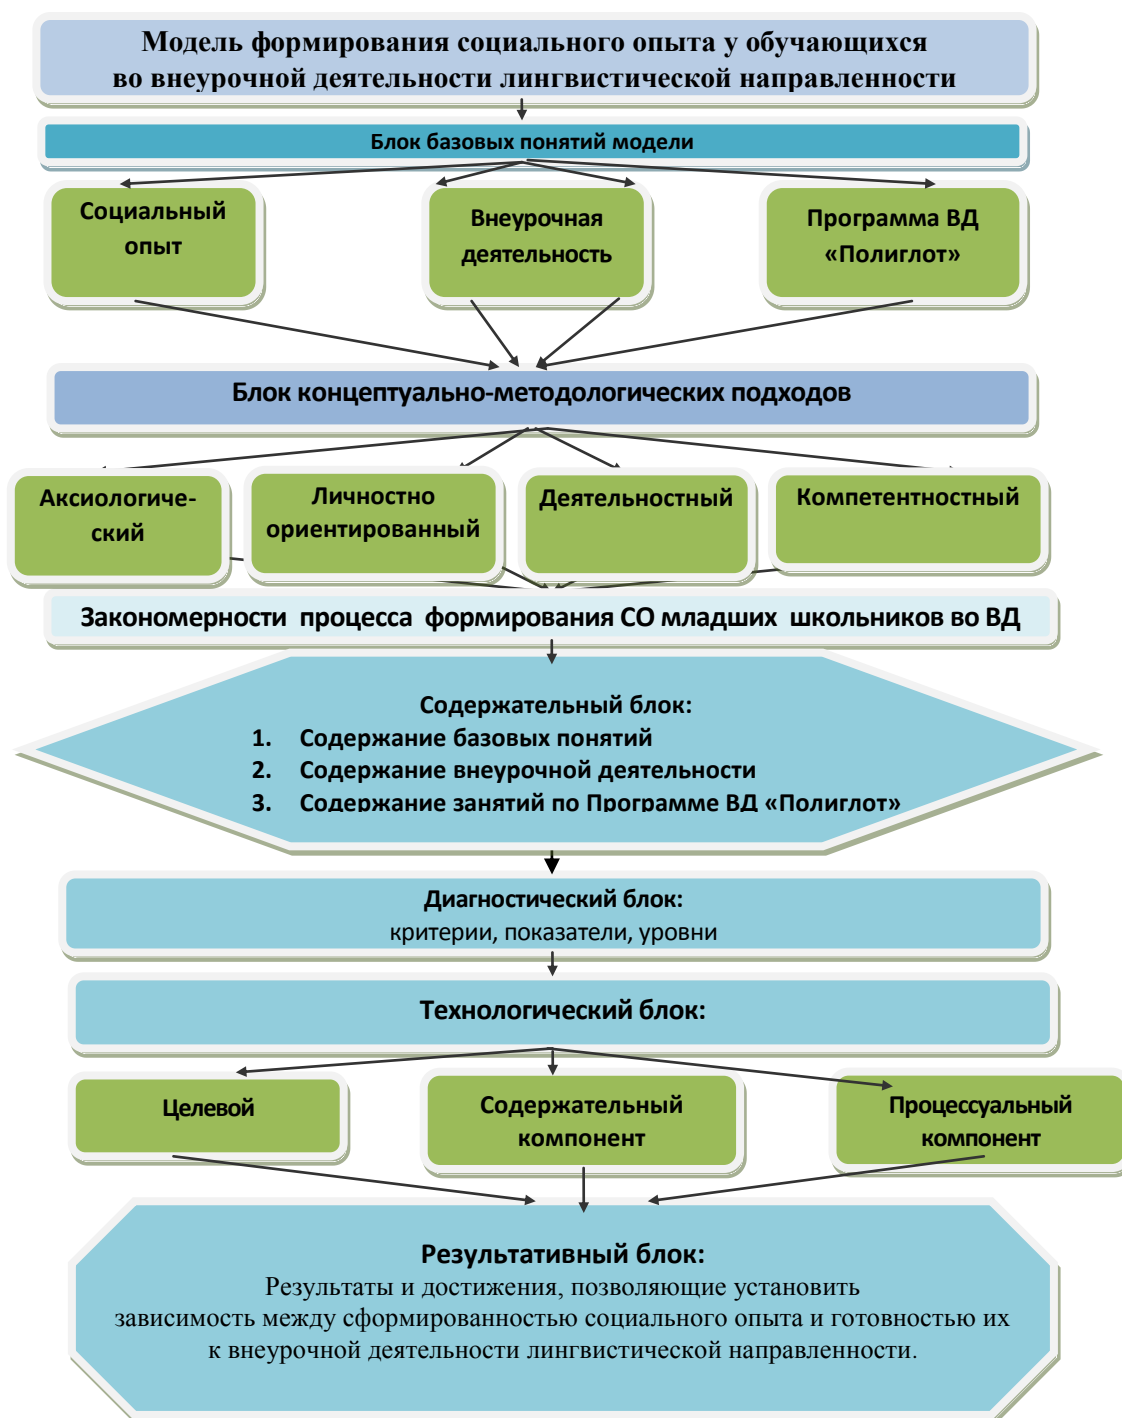 Модель формирования социального опыта у обучающихся
во внеурочной деятельности лингвистической направленности
Блок базовых понятий модели
Социальный
опыт
Внеурочная
деятельность
Программа ВД
«Полиглот»
Блок концептуально-методологических подходов
Аксиологиче-
ский
Личностно
ориентированный
Деятельностный
Компетентностный
Закономерности процесса формирования СО младших школьников во ВД
Содержательный блок:
1. Содержание базовых понятий
2. Содержание внеурочной деятельности
3. Содержание занятий по Программе ВД «Полиглот»
Диагностический блок:
критерии, показатели, уровни
Технологический блок:
Целевой
Содержательный
компонент
Процессуальный
компонент
Результативный блок:
Результаты и достижения, позволяющие установить
зависимость между сформированностью социального опыта и готовностью их
к внеурочной деятельности лингвистической направленности.